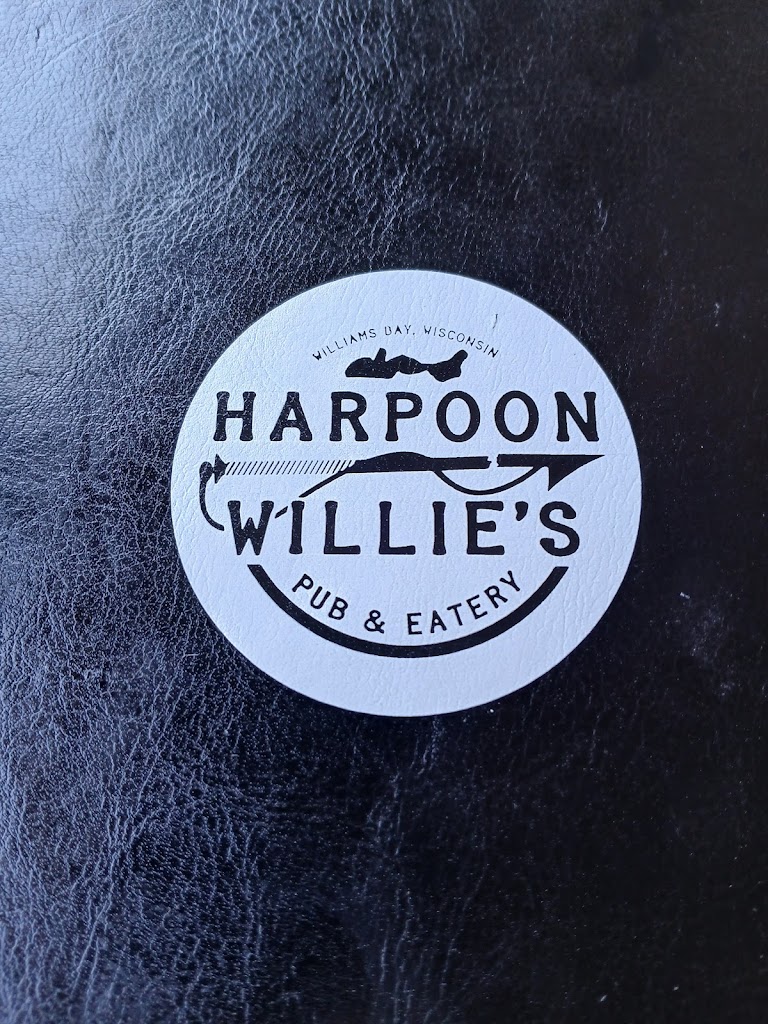 WILLIAMS BAY, WISCONSIN
HARPOON
WILLIE'S
PUB & EATERY